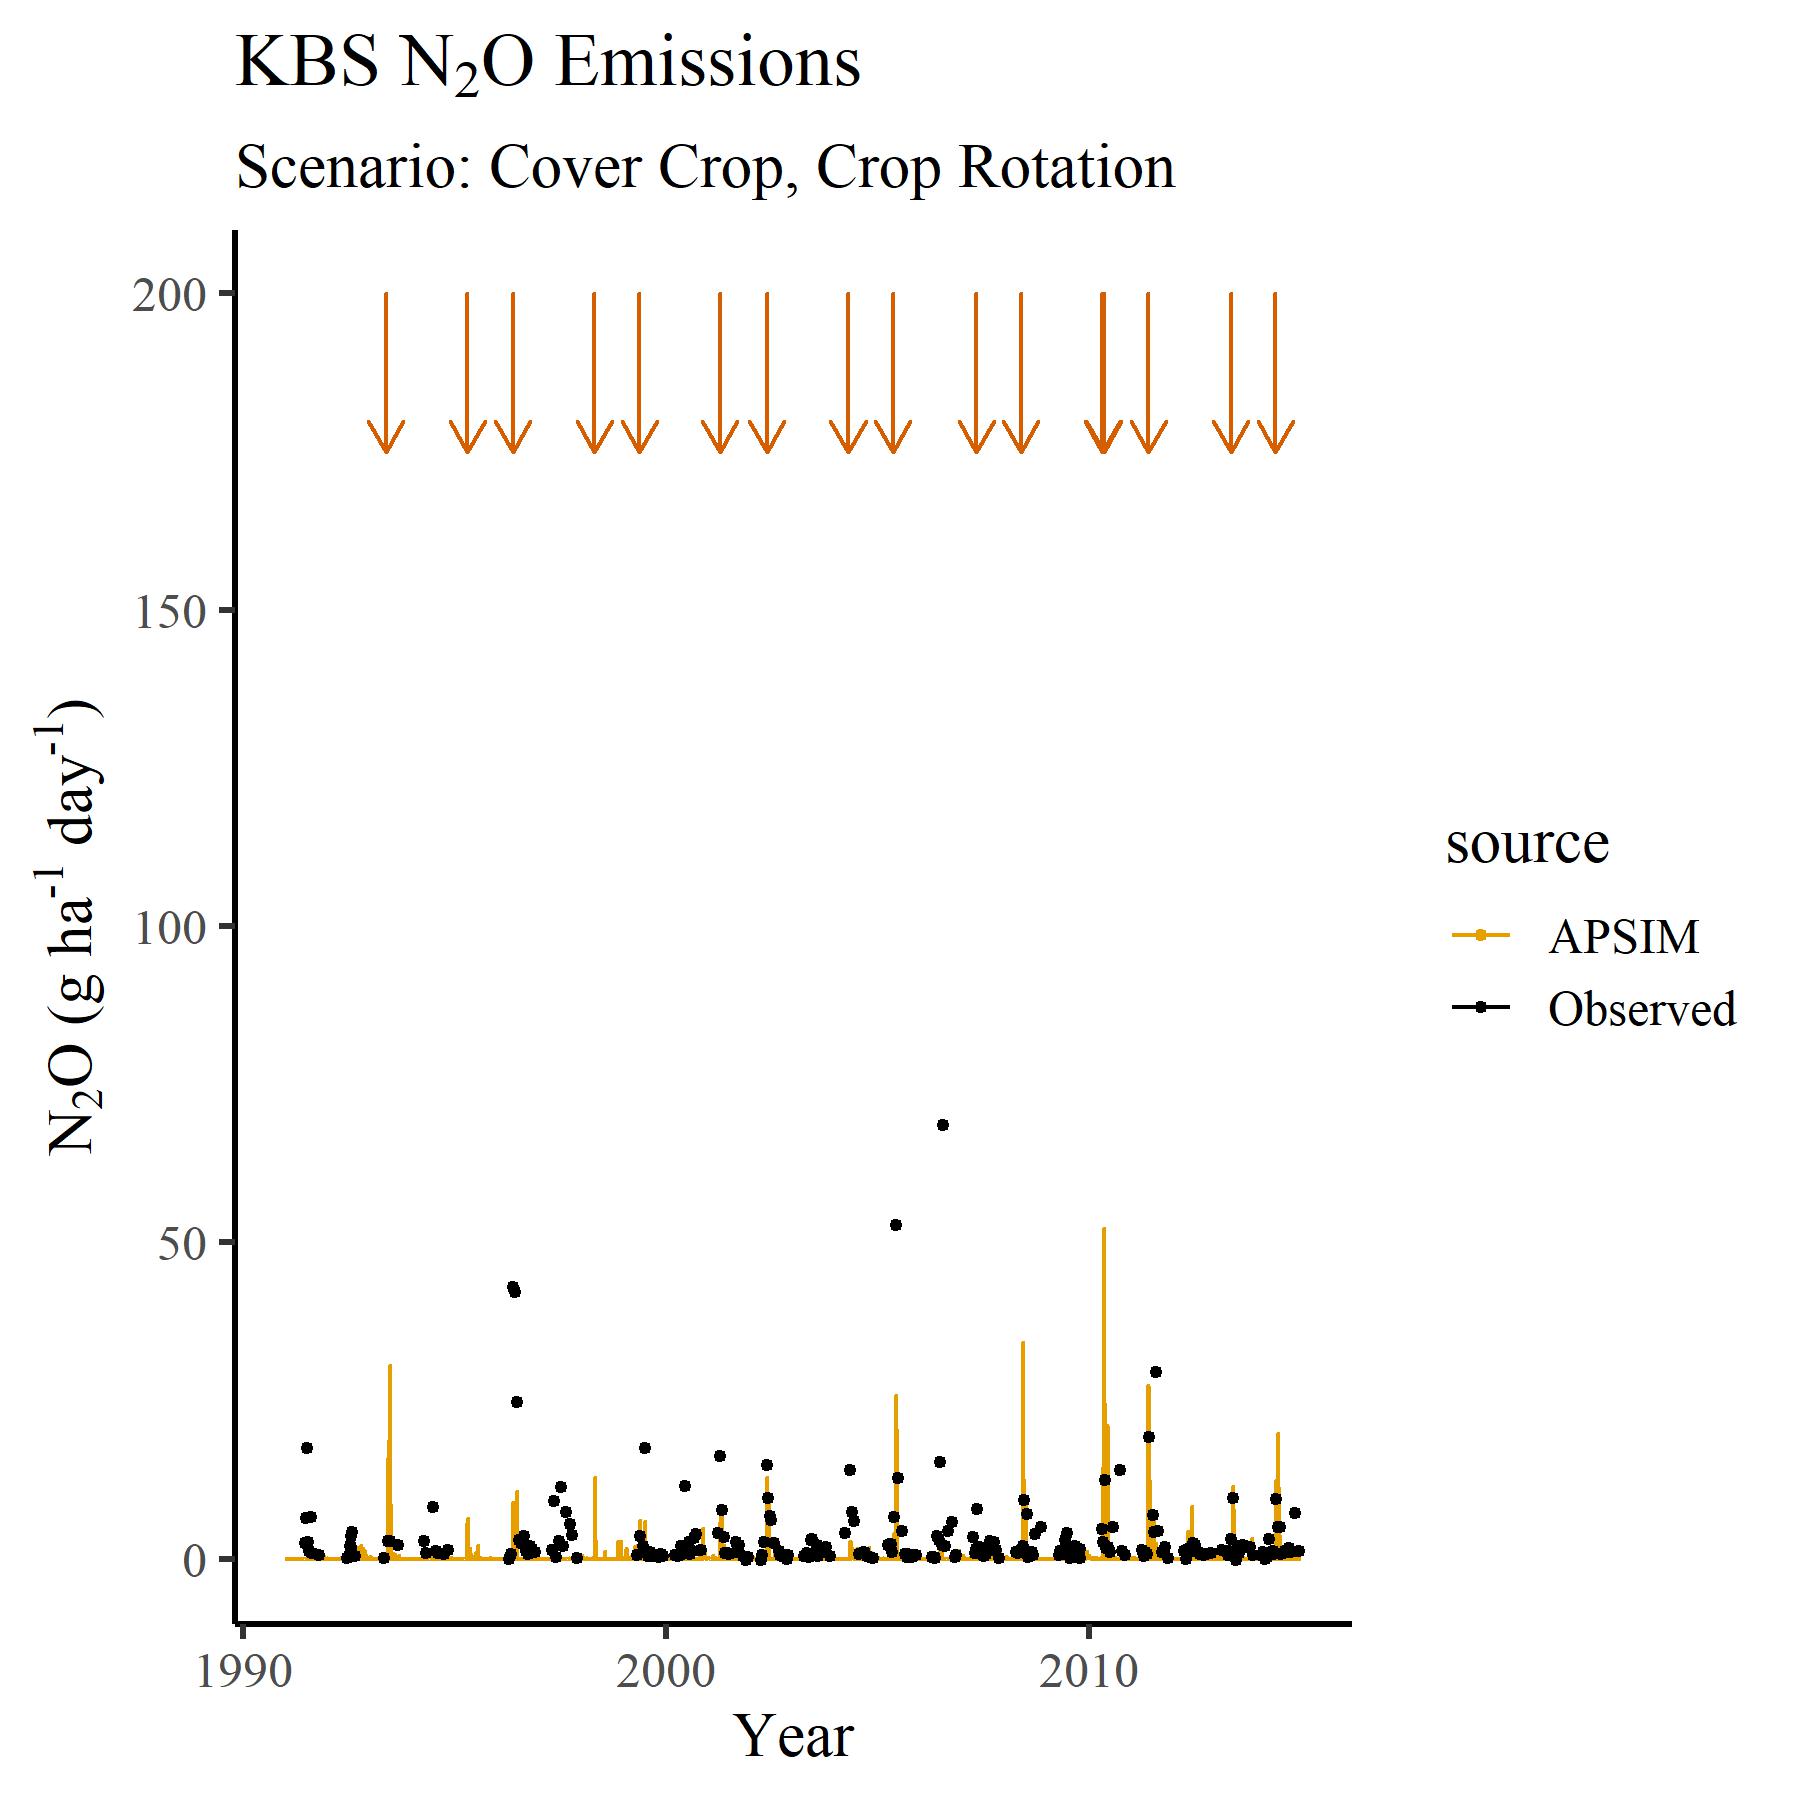 KBS N₂O Emissions
Scenario: Cover Crop, Crop Rotation
200
150
100
50
0
N₂O (g ha⁻¹ day⁻¹)
1990 2000 2010
Year
source
APSIM
Observed